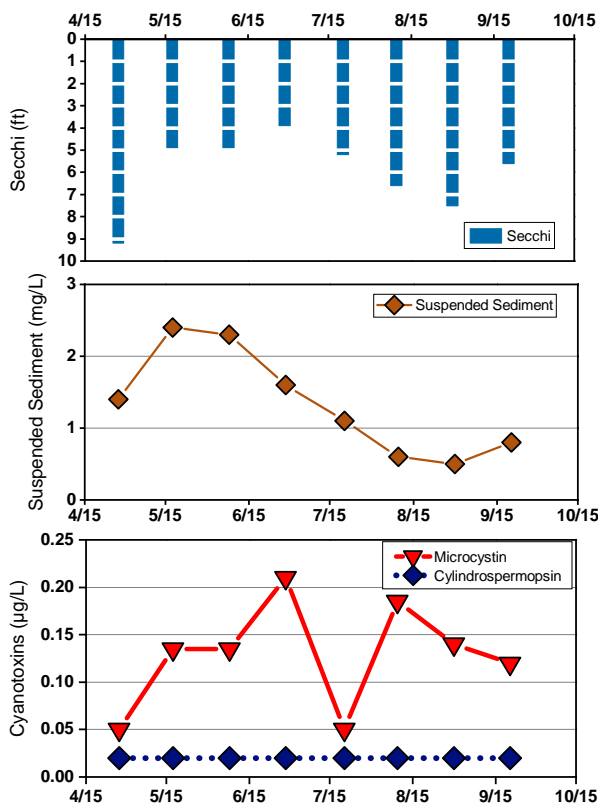 4/15 5/15 6/15 7/15 8/15 9/15 10/15
0
1
2
3
4
5
6
7
8
9
10
Secchi (ft)
Secchi
3
2
1
0
Suspended Sediment (mg/L)
Suspended Sediment
4/15 5/15 6/15 7/15 8/15 9/15 10/15
0.25
0.20
0.15
0.10
0.05
0.00
Cyanotoxins (µg/L)
Microcystin
Cylindrospermopsin
4/15 5/15 6/15 7/15 8/15 9/15 10/15